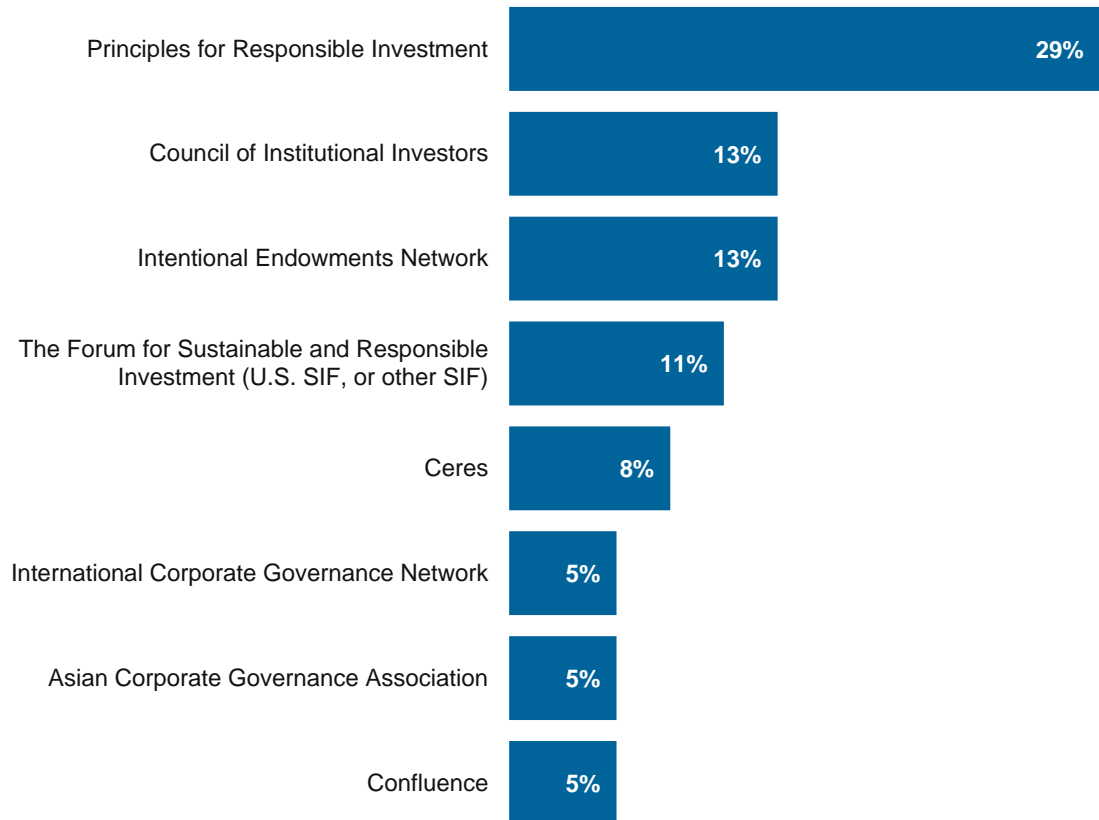 Principles for Responsible Investment 29%
Council of Institutional Investors 13%
Intentional Endowments Network 13%
The Forum for Sustainable and Responsible
Investment (U.S. SIF, or other SIF) 11%
Ceres 8%
International Corporate Governance Network 5%
Asian Corporate Governance Association 5%
Confluence 5%